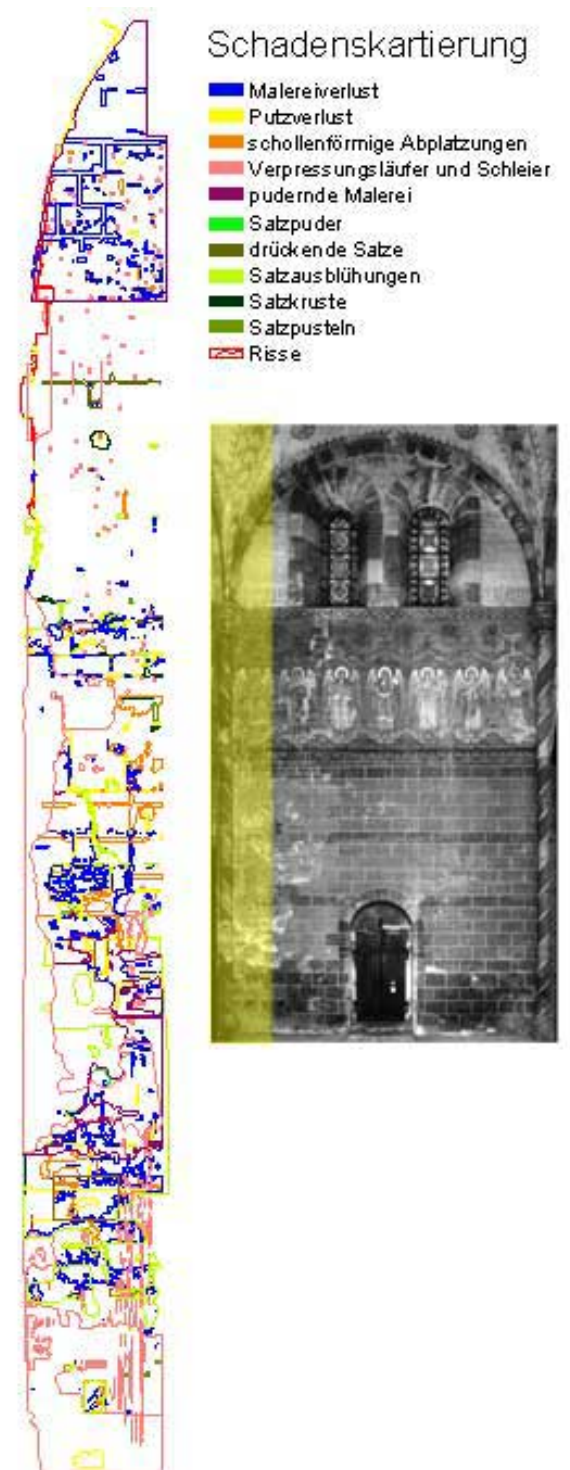 Schadenskartierung
Malereiverlust
Putzverlust
schollenförmige Abplatzungen
Verpressungsläufer und Schleier
pudernde Malerei
Salzpuder
drückende Salze
Salzausblühungen
Salzkruste
Salzpusteln
Risse